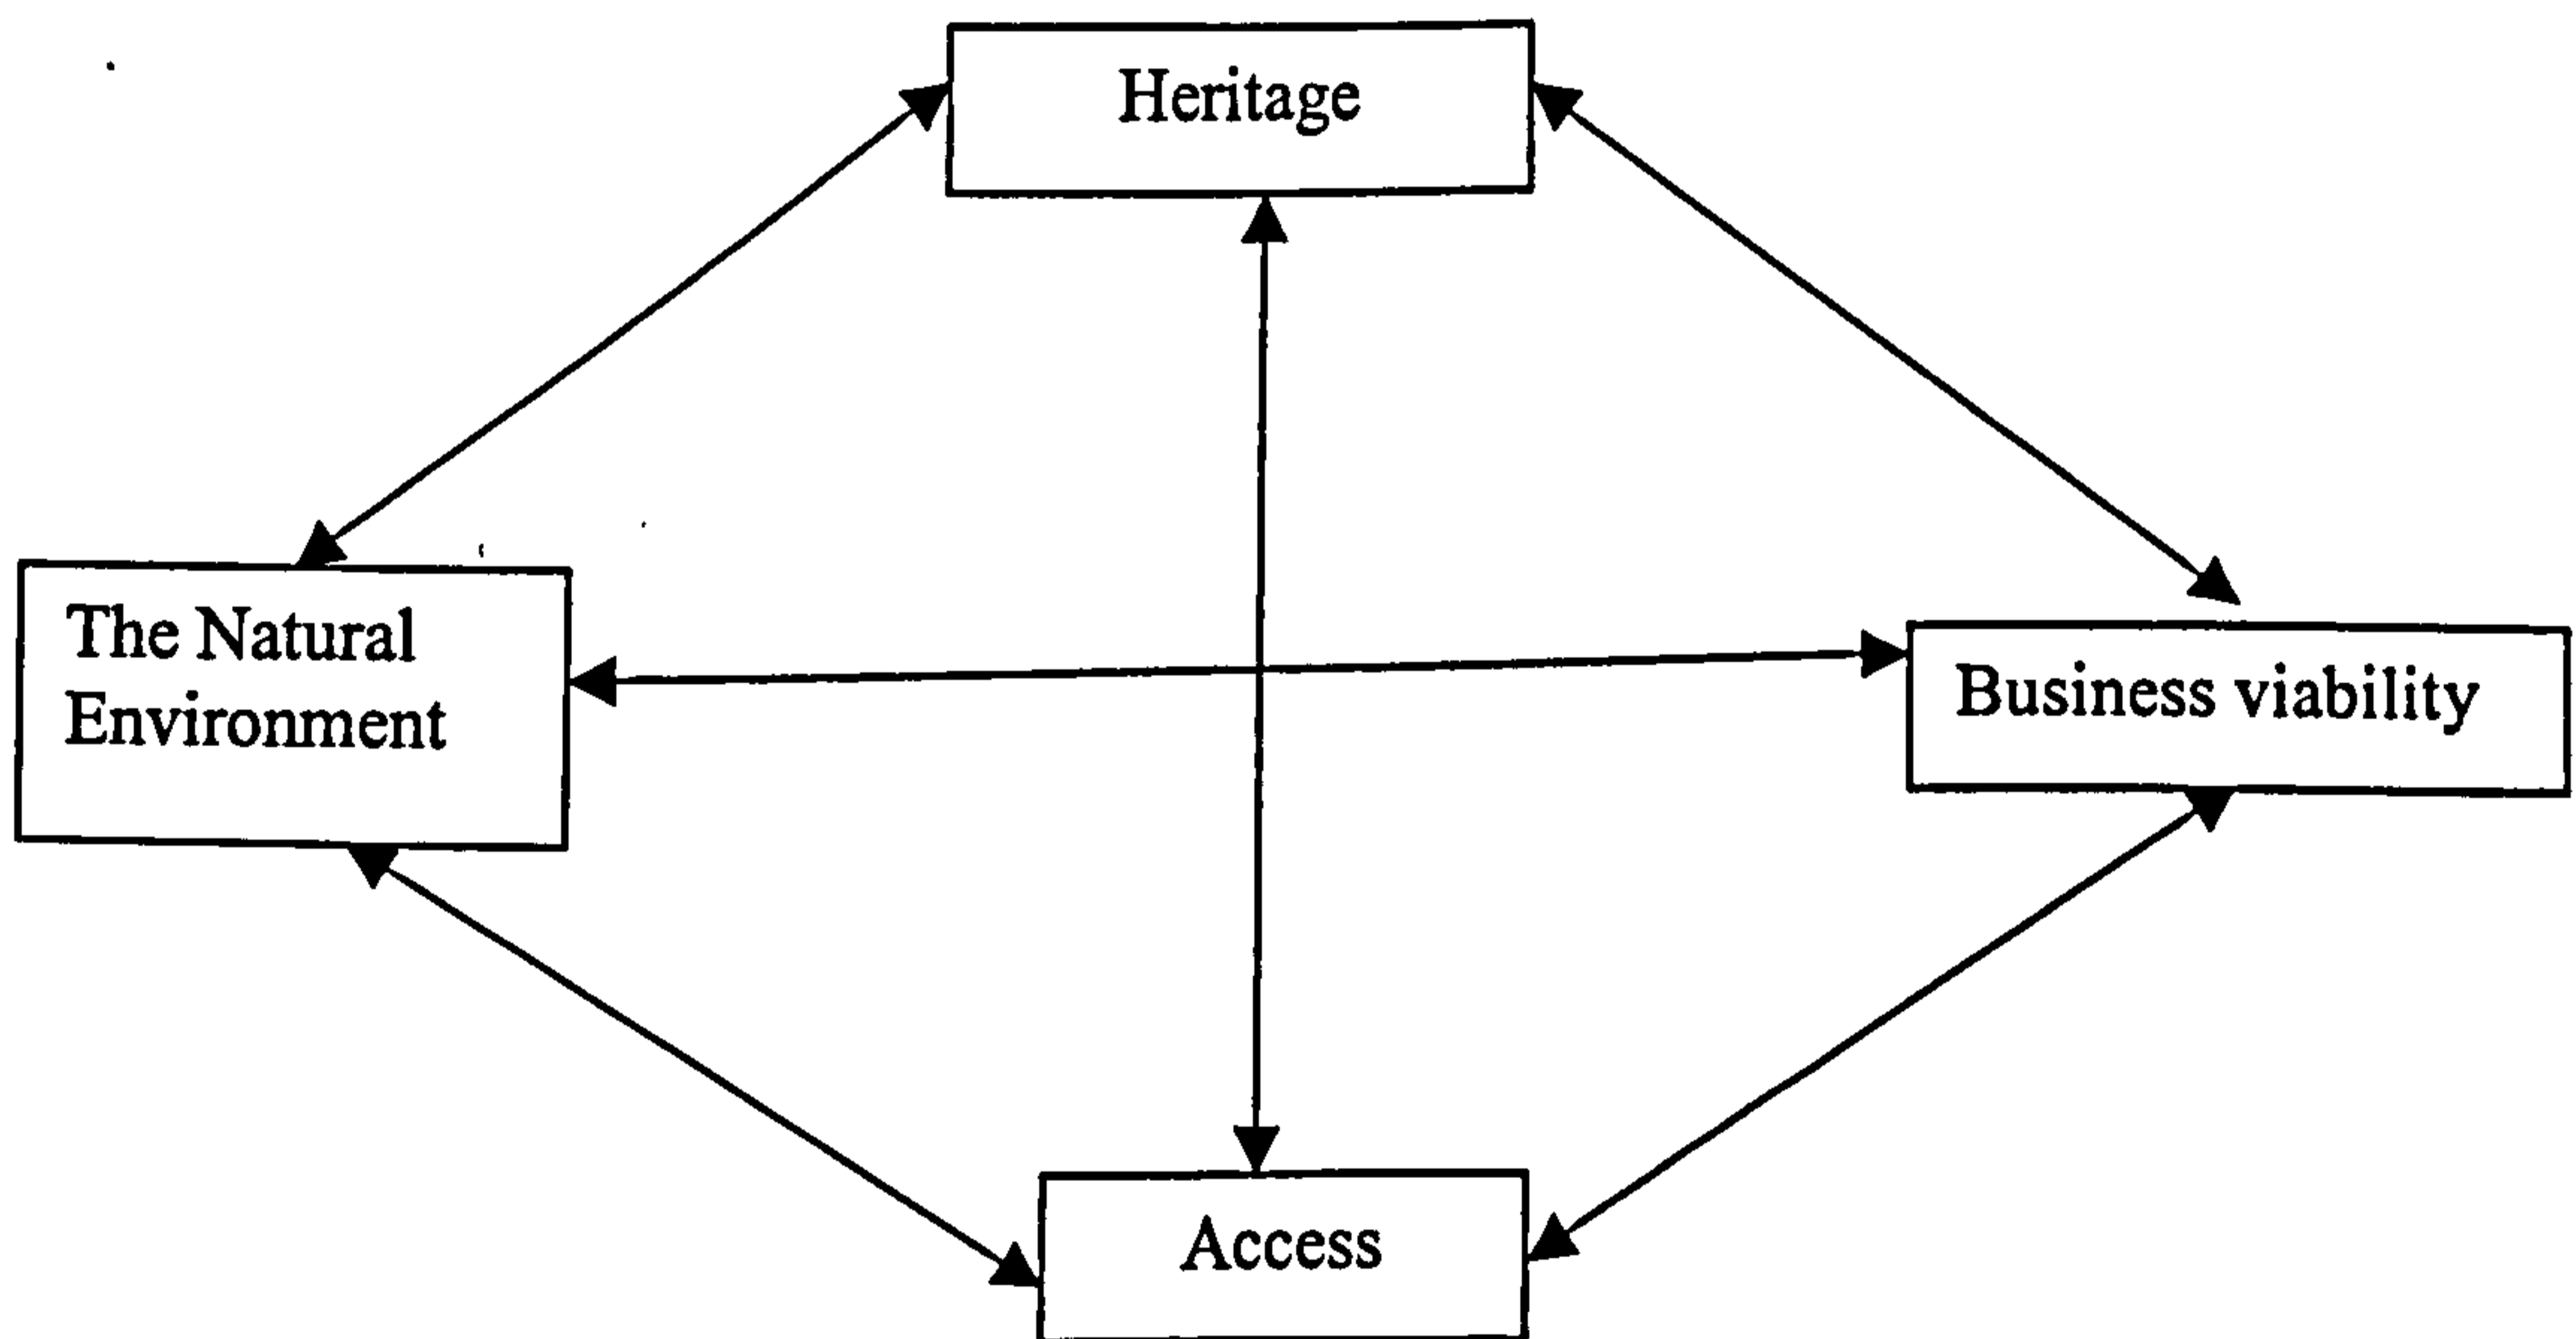 Heritage
The Natural
Environment
Business viability
Access